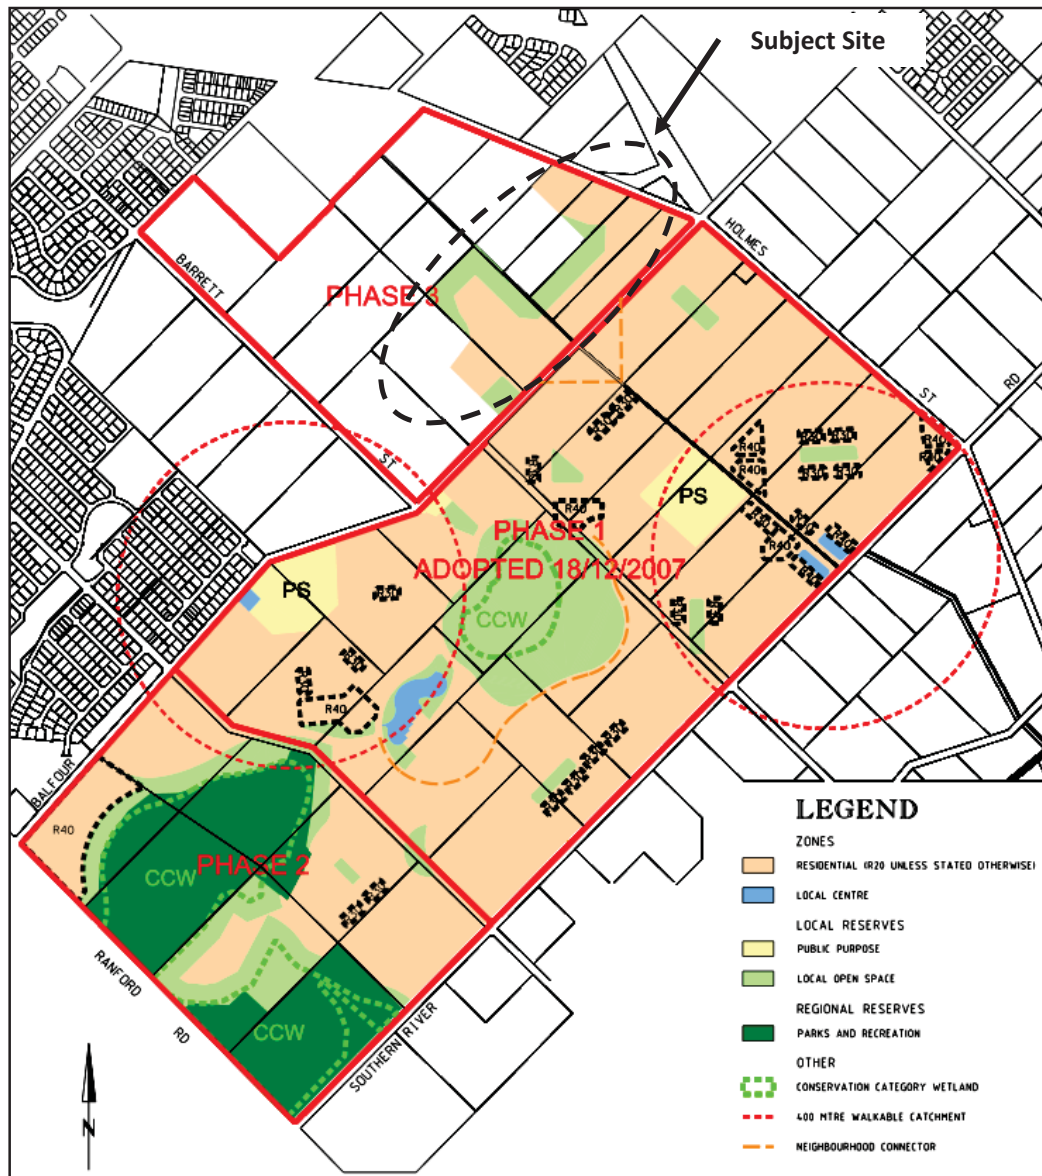 Subject Site
HOLMES
ST
RD
BARRETT
ST
PHASE 3
R40
R40
R40
R40
PS
R40
R40
PHASE 1
ADOPTED 18/12/2007
CCW
PS
R40
BALFOUR
R40
PHASE 2
CCW
CCW
RANFORD
RD
SOUTHERN RIVER
N
LEGEND
ZONES
RESIDENTIAL (R20 UNLESS STATED OTHERWISE)
LOCAL CENTRE
LOCAL RESERVES
PUBLIC PURPOSE
LOCAL OPEN SPACE
REGIONAL RESERVES
PARKS AND RECREATION
OTHER
CONSERVATION CATEGORY WETLAND
400 MTRE WALKABLE CATCHMENT
NEIGHBOURHOOD CONNECTOR